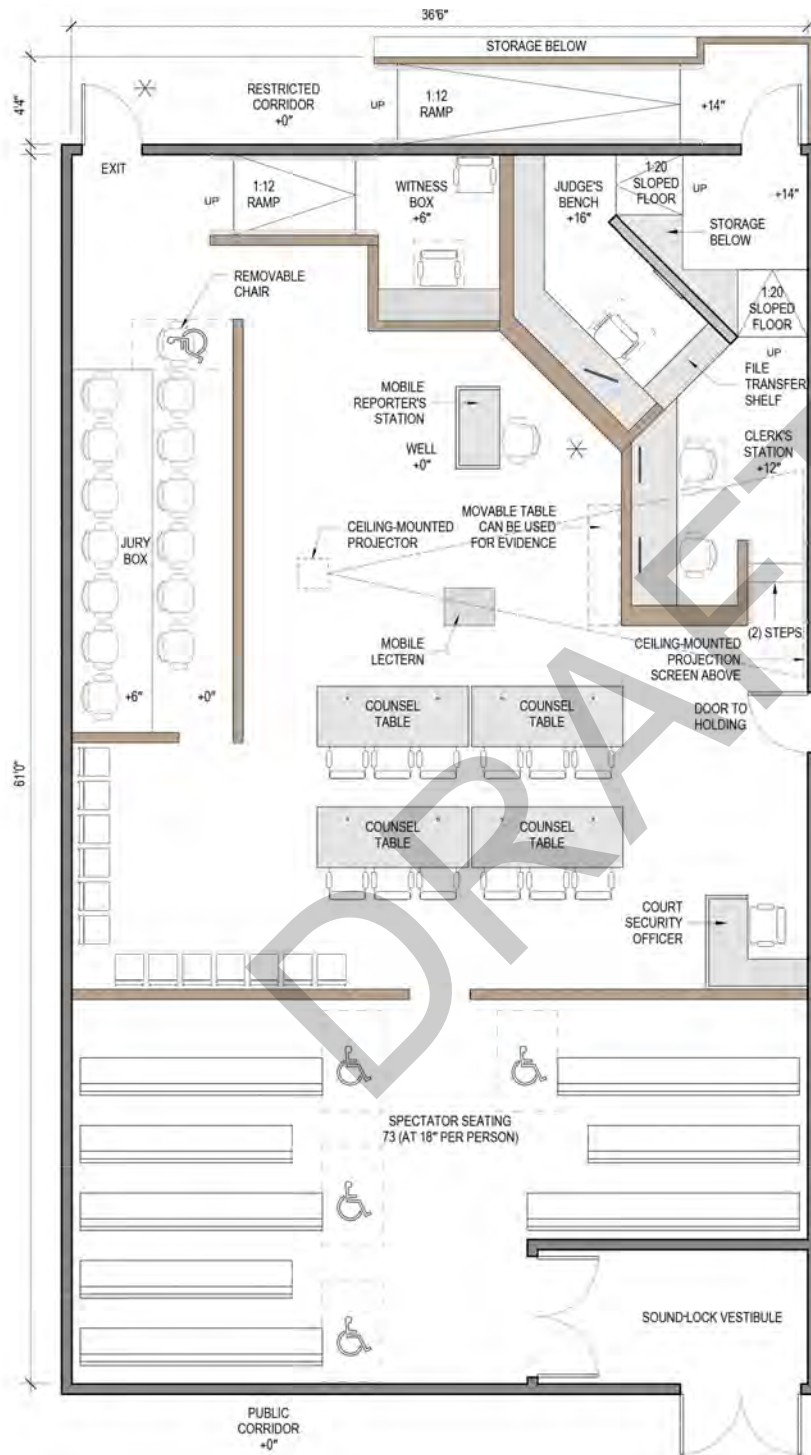 36'6"
STORAGE BELOW
4'4"
RESTRICTED
CORRIDOR
+0"
UP
1:12
RAMP
+14"
EXIT
UP
1:12
RAMP
WITNESS
BOX
+6"
JUDGE'S
BENCH
+16"
1:20
SLOPED
FLOOR
UP
+14"
STORAGE
BELOW
REMOVABLE
CHAIR
1:20
SLOPED
FLOOR
UP
FILE
TRANSFER
SHELF
MOBILE
REPORTER'S
STATION
WELL
+0"
CLERK'S
STATION
+12"
CEILING-MOUNTED
PROJECTOR
MOVABLE TABLE
CAN BE USED
FOR EVIDENCE
JURY
BOX
MOBILE
LECTERN
(2) STEPS
CEILING-MOUNTED
PROJECTION
SCREEN ABOVE
+6"
+0"
COUNSEL
TABLE
COUNSEL
TABLE
DOOR TO
HOLDING
61'0"
COUNSEL
TABLE
COUNSEL
TABLE
COURT
SECURITY
OFFICER
SPECTATOR SEATING
73 (AT 18" PER PERSON)
SOUND-LOCK VESTIBULE
PUBLIC
CORRIDOR
+0"
DRAFT